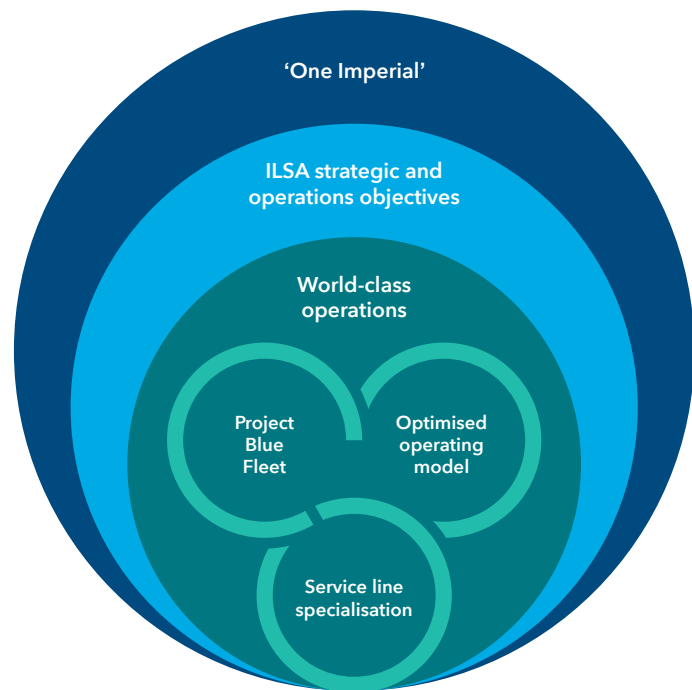 ‘One Imperial’
ILSA strategic and
operations objectives
World-class
operations
Project
Blue
Fleet
Optimised
operating
model
Service line
specialisation